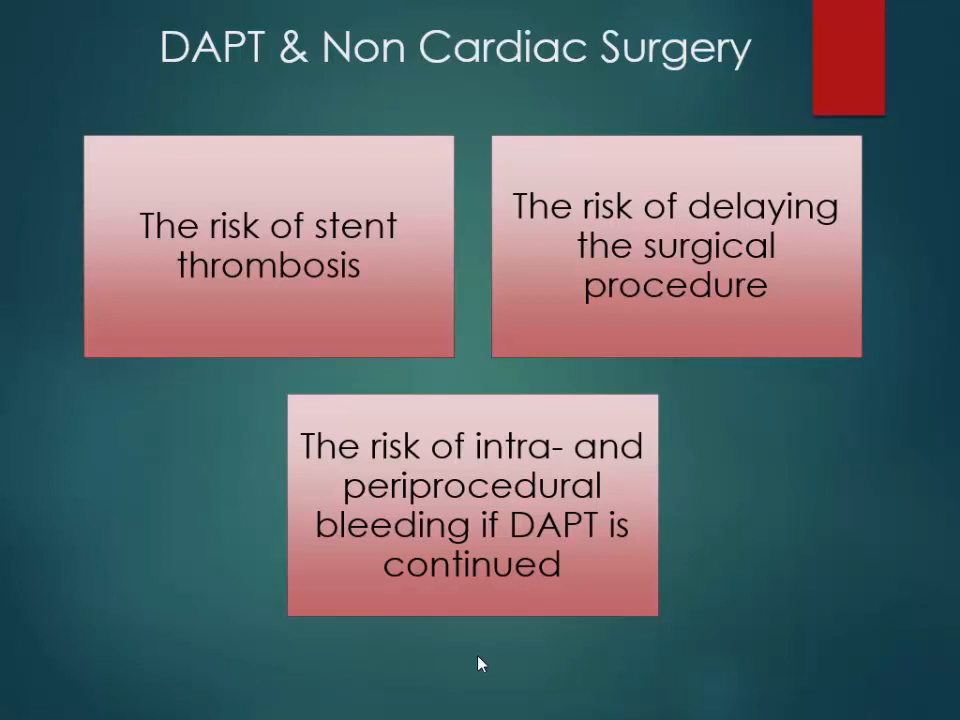 DAPT & Non Cardiac Surgery
The risk of stent
thrombosis
The risk of delaying
the surgical
procedure
The risk of intra- and
periprocedural
bleeding if DAPT is
continued